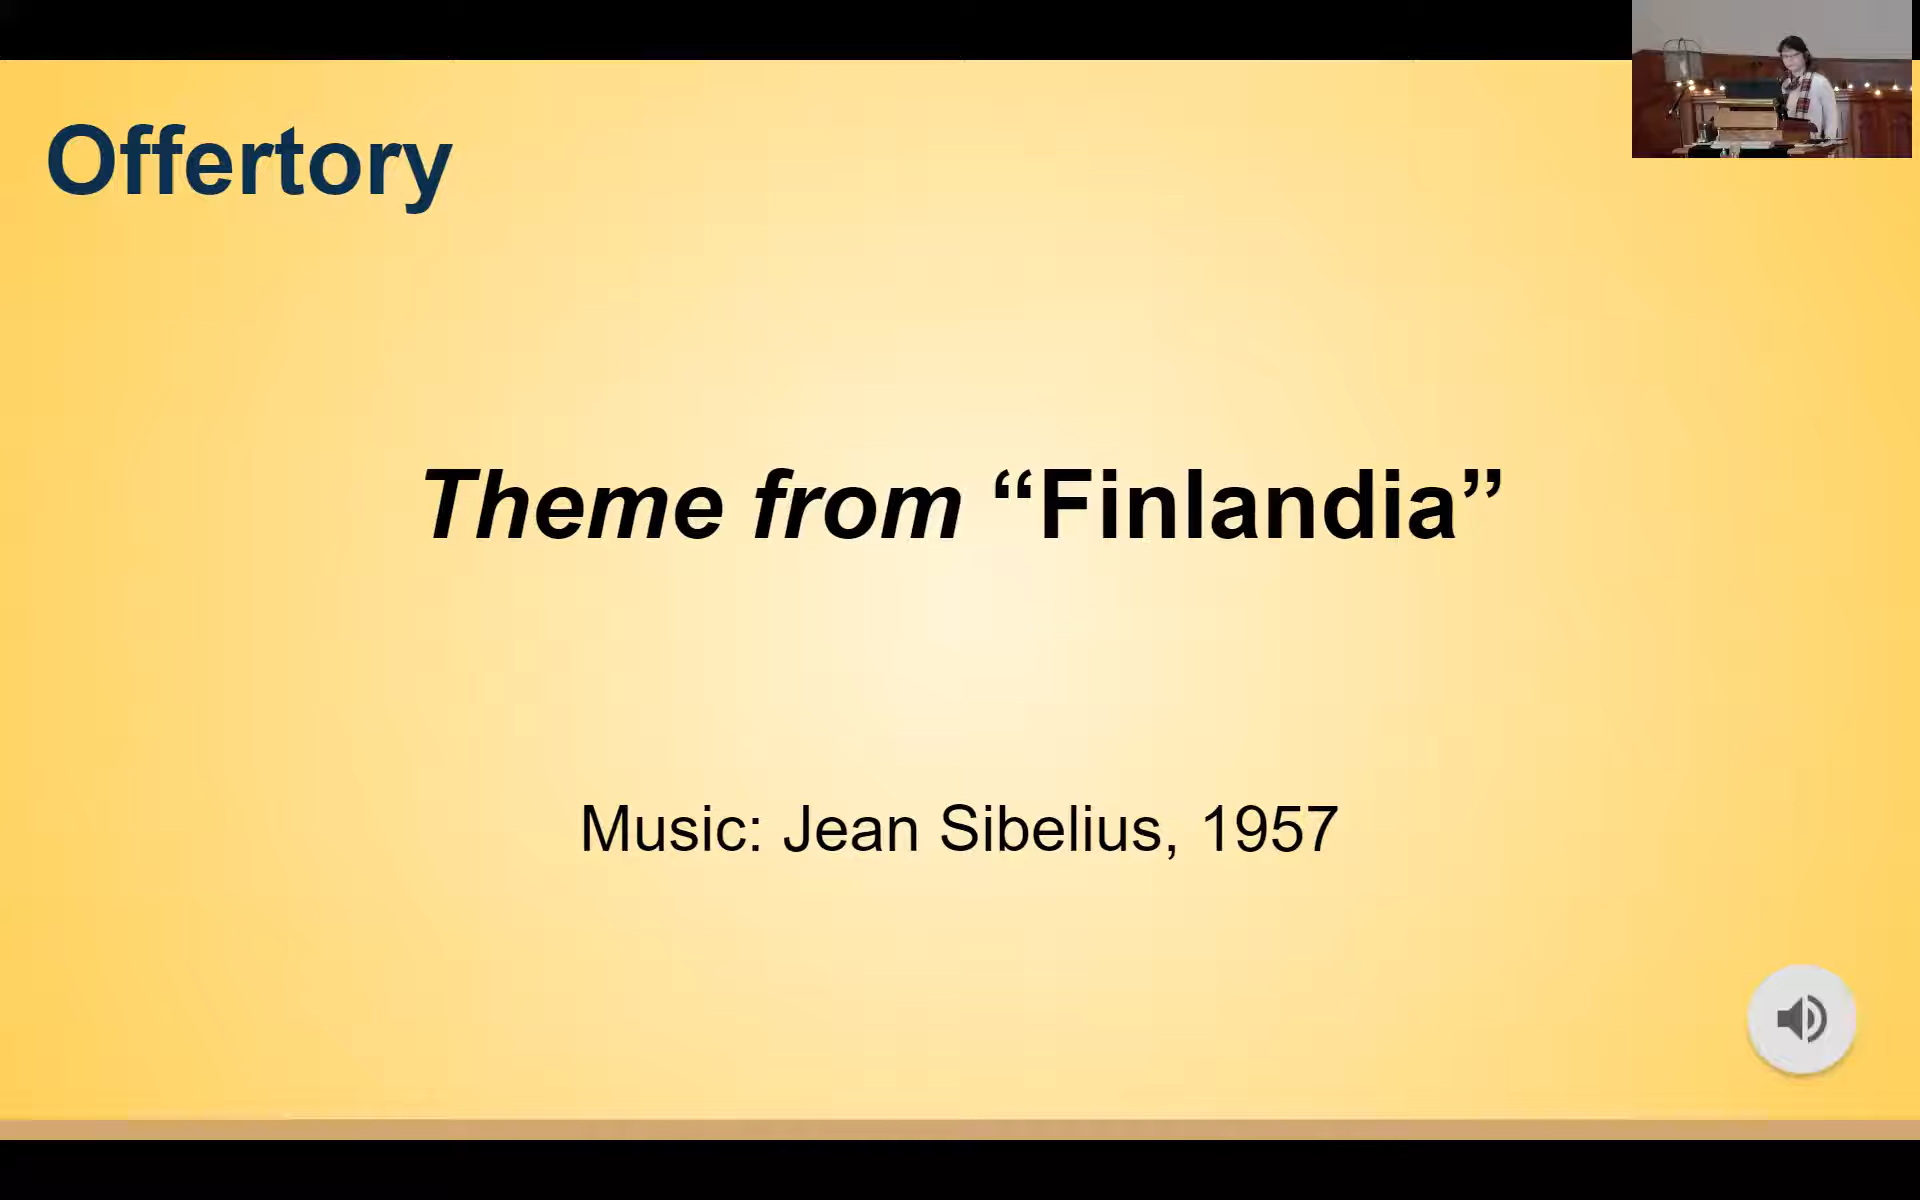 Offertory
Theme from “Finlandia”
Music: Jean Sibelius, 1957